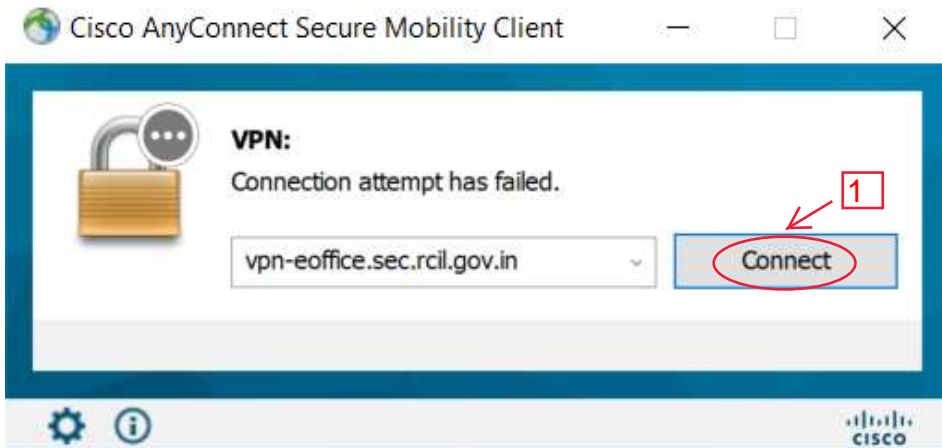 Cisco AnyConnect Secure Mobility Client
VPN:
Connection attempt has failed.
1
vpn-eoffice.sec.rcil.gov.in
Connect
CISCO